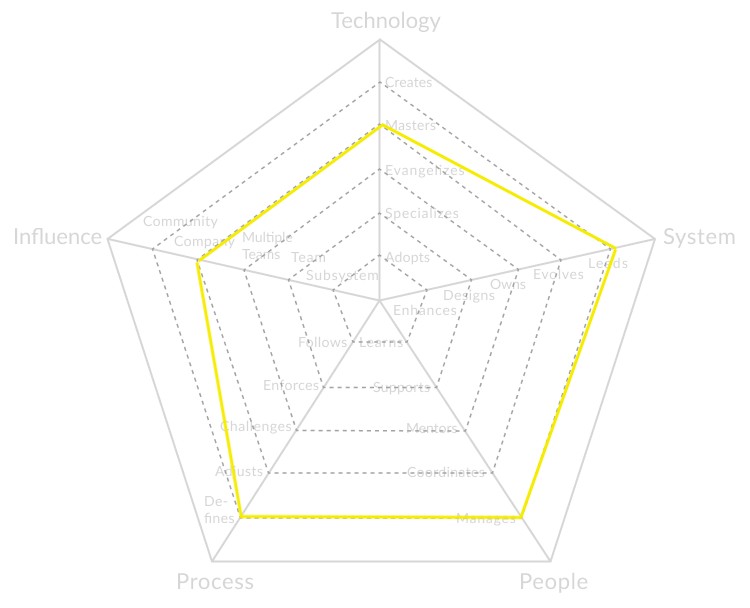 Technology
Creates
Masters
Evangelizes
Specializes
Adopts
Influence
Community
Company
Multiple
Teams
Team
Subsystem
System
Leads
Evolves
Owns
Designs
Enhances
Follows
Learns
Enforces
Supports
Challenges
Mentors
Adjusts
Coordinates
De-
fines
Manages
Process
People